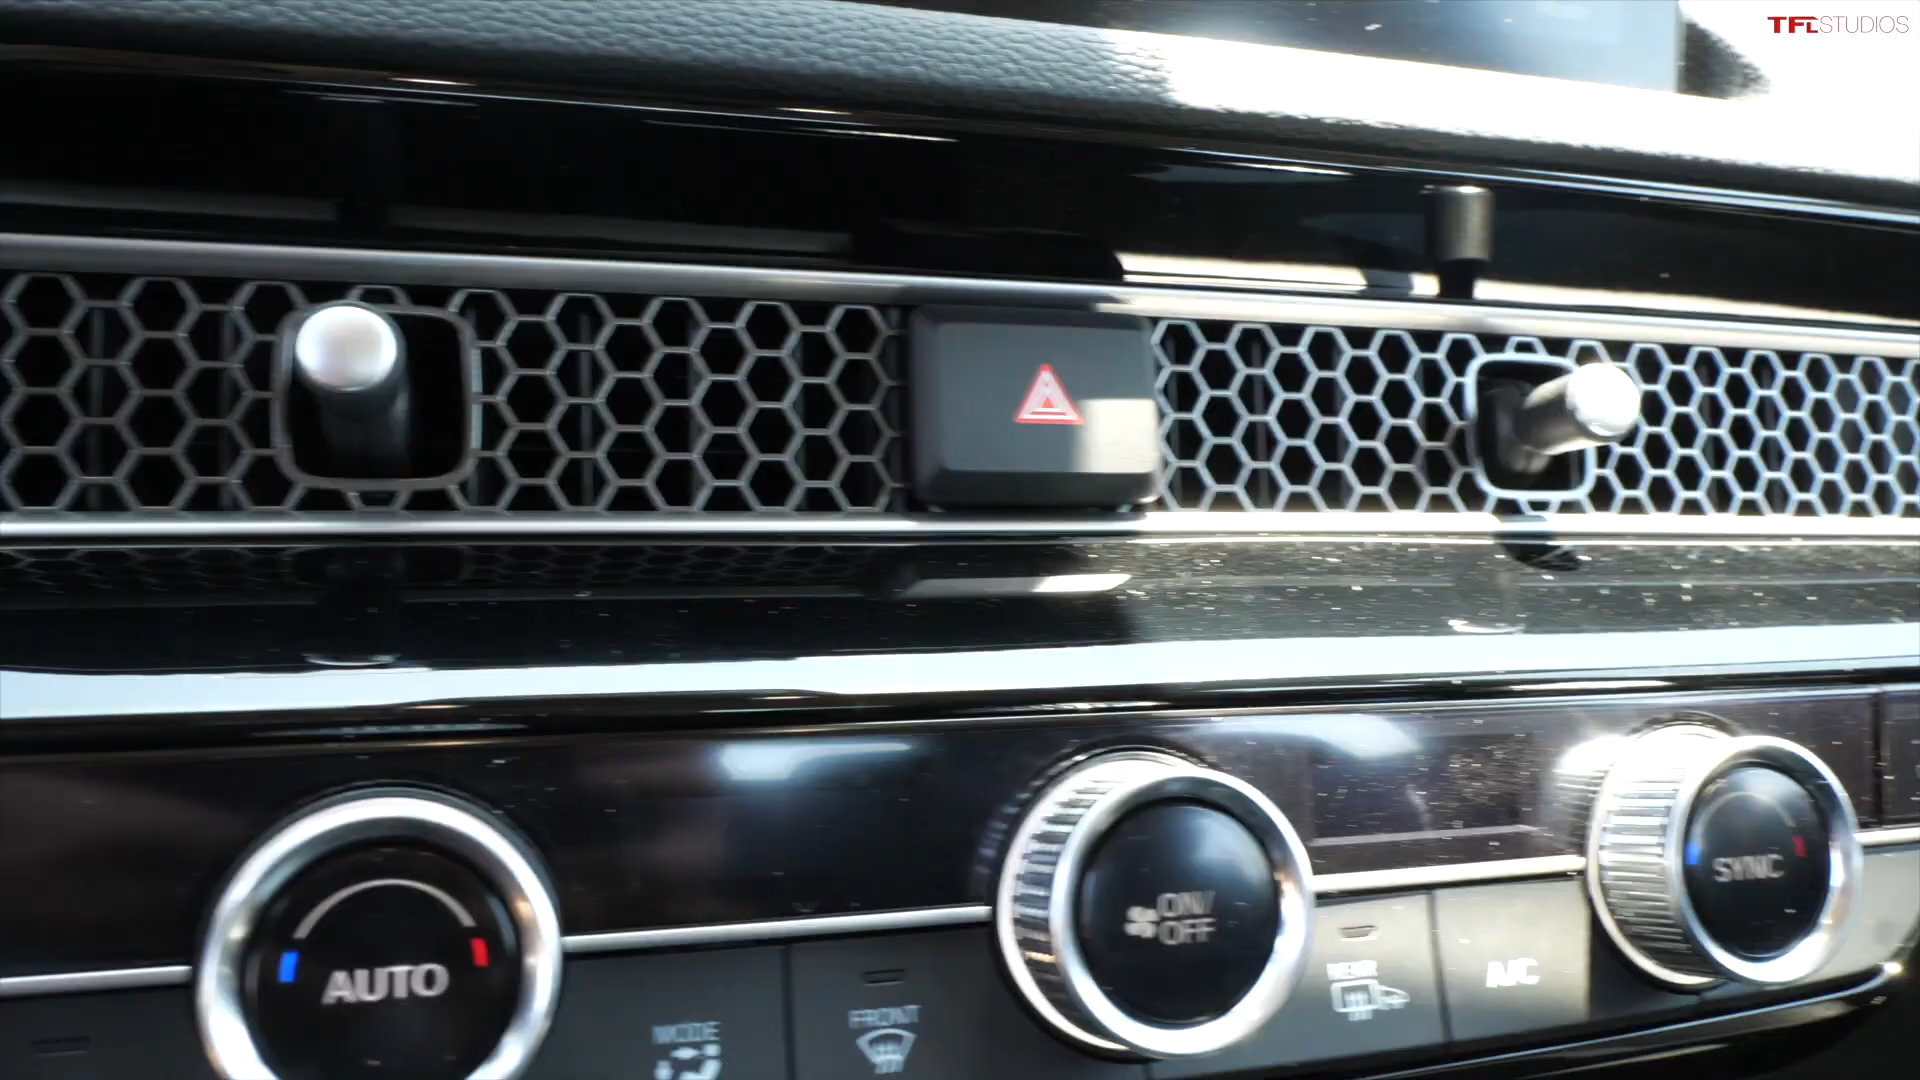 TFLSTUDIOS
AUTO
MODE
FRONT
ON/
OFF
REAR
A/C
SYNC